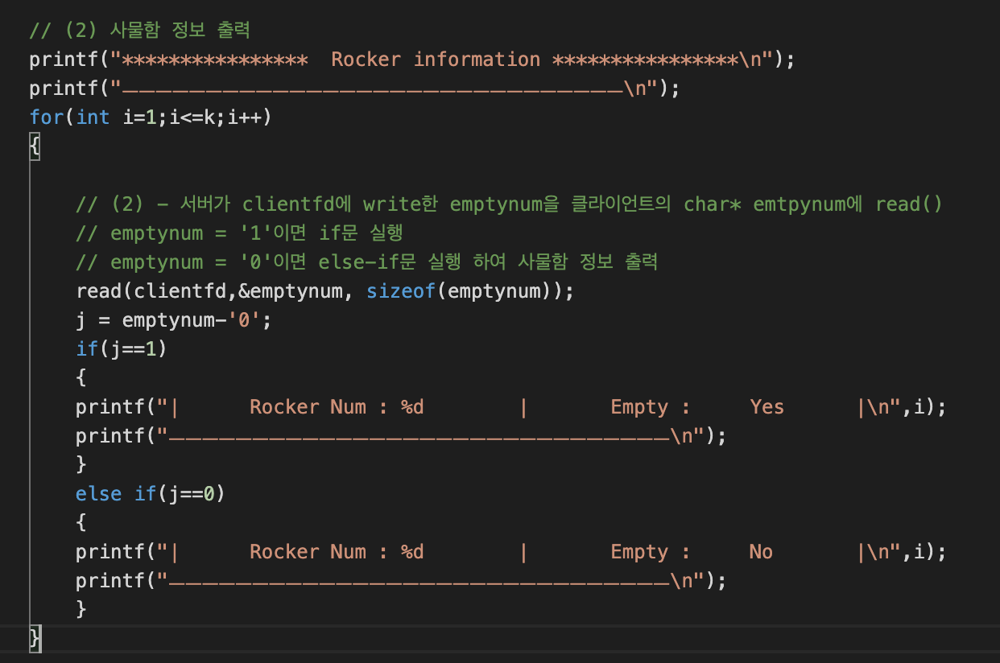 // (2) 사물함 정보 출력
printf("****************  Rocker information ****************\n");
printf("———————————————————————————————\n");
for(int i=1;i<=k;i++)
{
// (2) - 서버가 clientfd에 write한 emptynum을 클라이언트의 char* emtpynum에 read()
// emptynum = '1'이면 if문 실행
// emptynum = '0'이면 else-if문 실행 하여 사물함 정보 출력
read(clientfd,&emptynum, sizeof(emptynum));
j = emptynum-'0';
if(j==1)
{
printf("|      Rocker Num : %d        |       Empty :     Yes      |\n",i);
printf("———————————————————————————————\n");
}
else if(j==0)
{
printf("|      Rocker Num : %d        |       Empty :     No       |\n",i);
printf("———————————————————————————————\n");
}
}